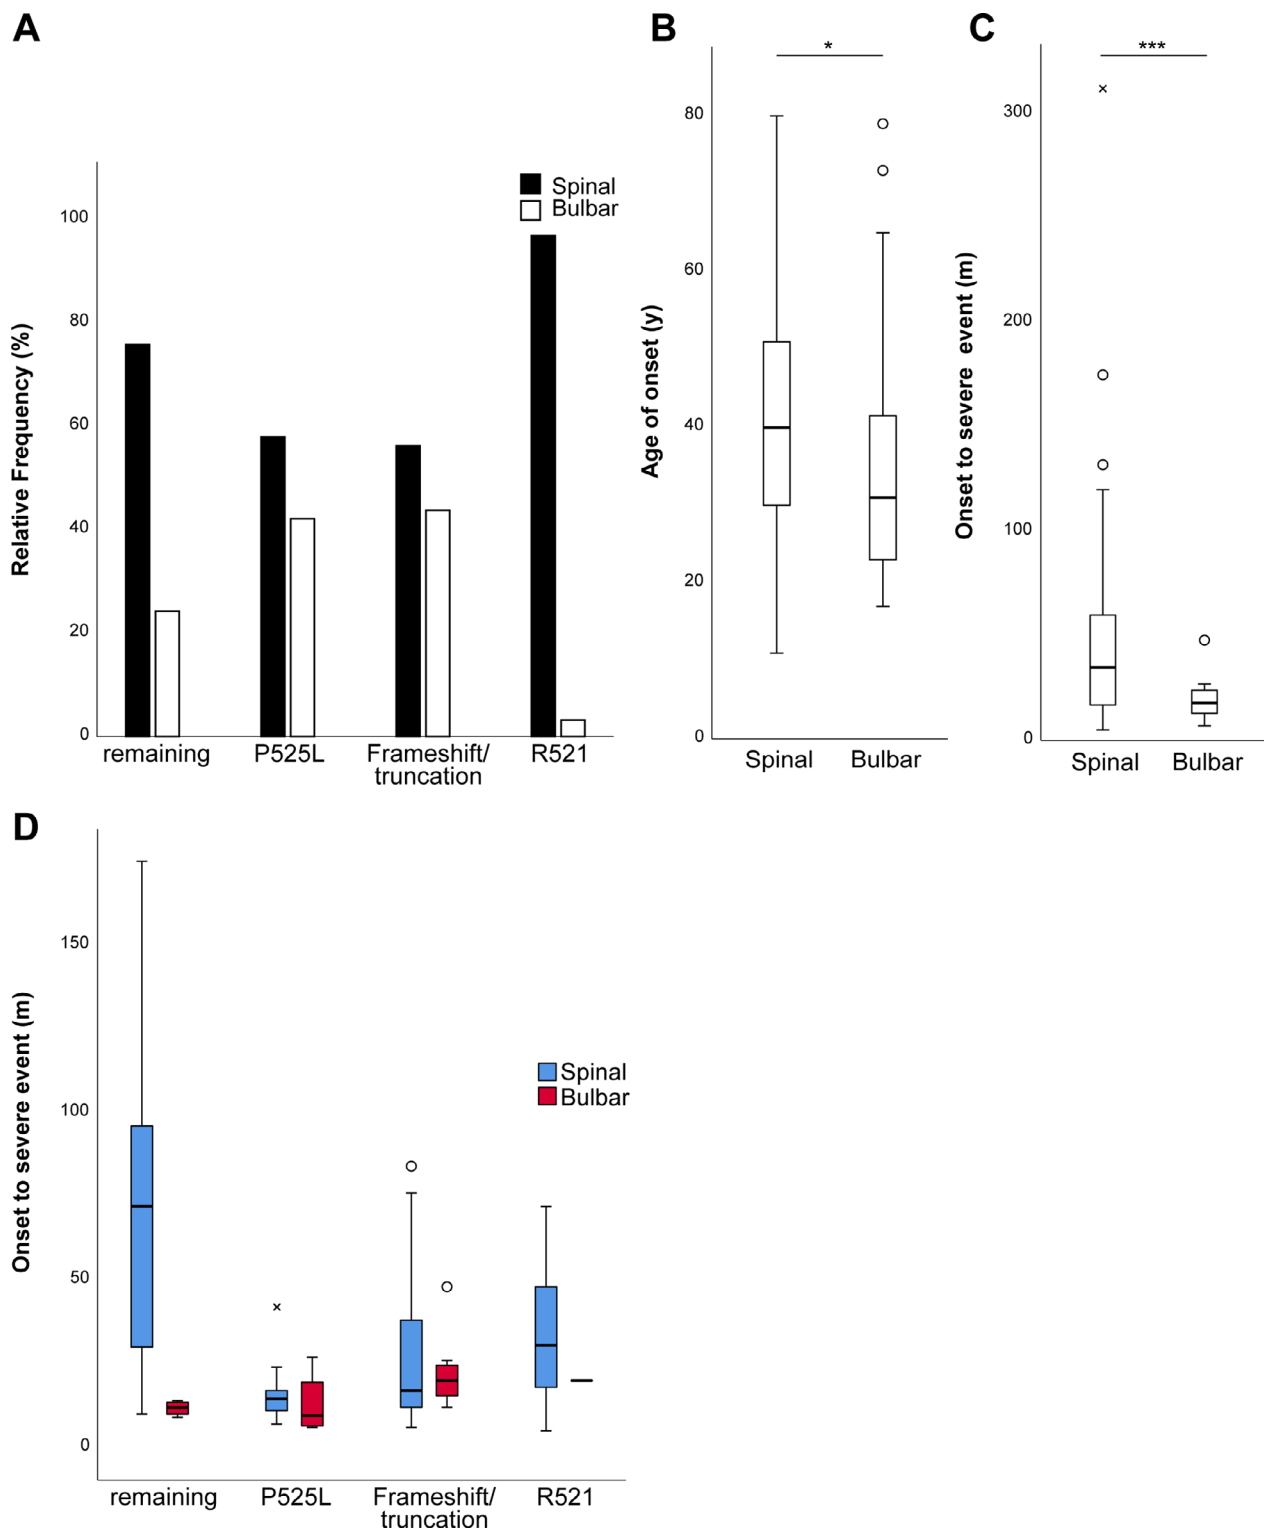 A
Relative Frequency (%)
100
80
60
40
20
0
Spinal
Bulbar
remaining
P525L
Frameshift/
truncation
R521
B
*
Age of onset (y)
80
60
40
20
0
Spinal
Bulbar
C
***
Onset to severe event (m)
300
200
100
0
Spinal
Bulbar
D
Onset to severe event (m)
150
100
50
0
Spinal
Bulbar
remaining
P525L
Frameshift/
truncation
R521